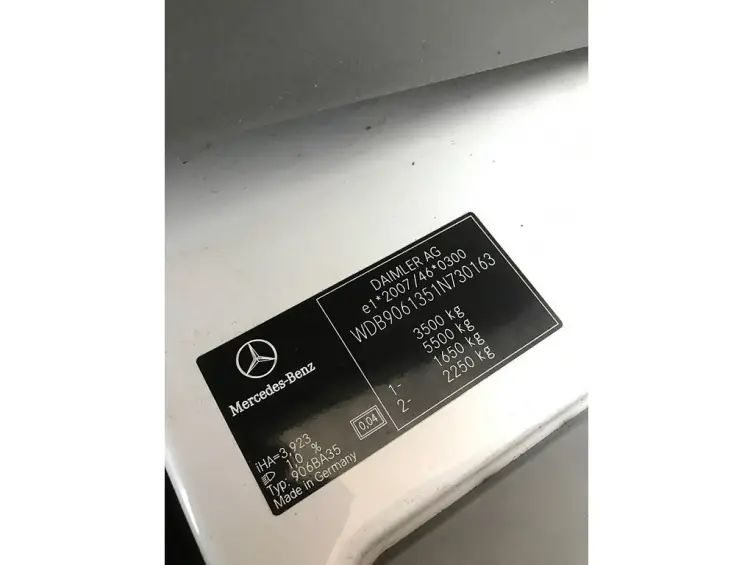 DAIMLER AG
e1*2007/46*0300
WDB9061351N730163
3500 kg
5500 kg
1- 1650 kg
2- 2250 kg
Mercedes-Benz
0,04
iHA=3,923
1,0 %
Typ: 906BA35
Made in Germany